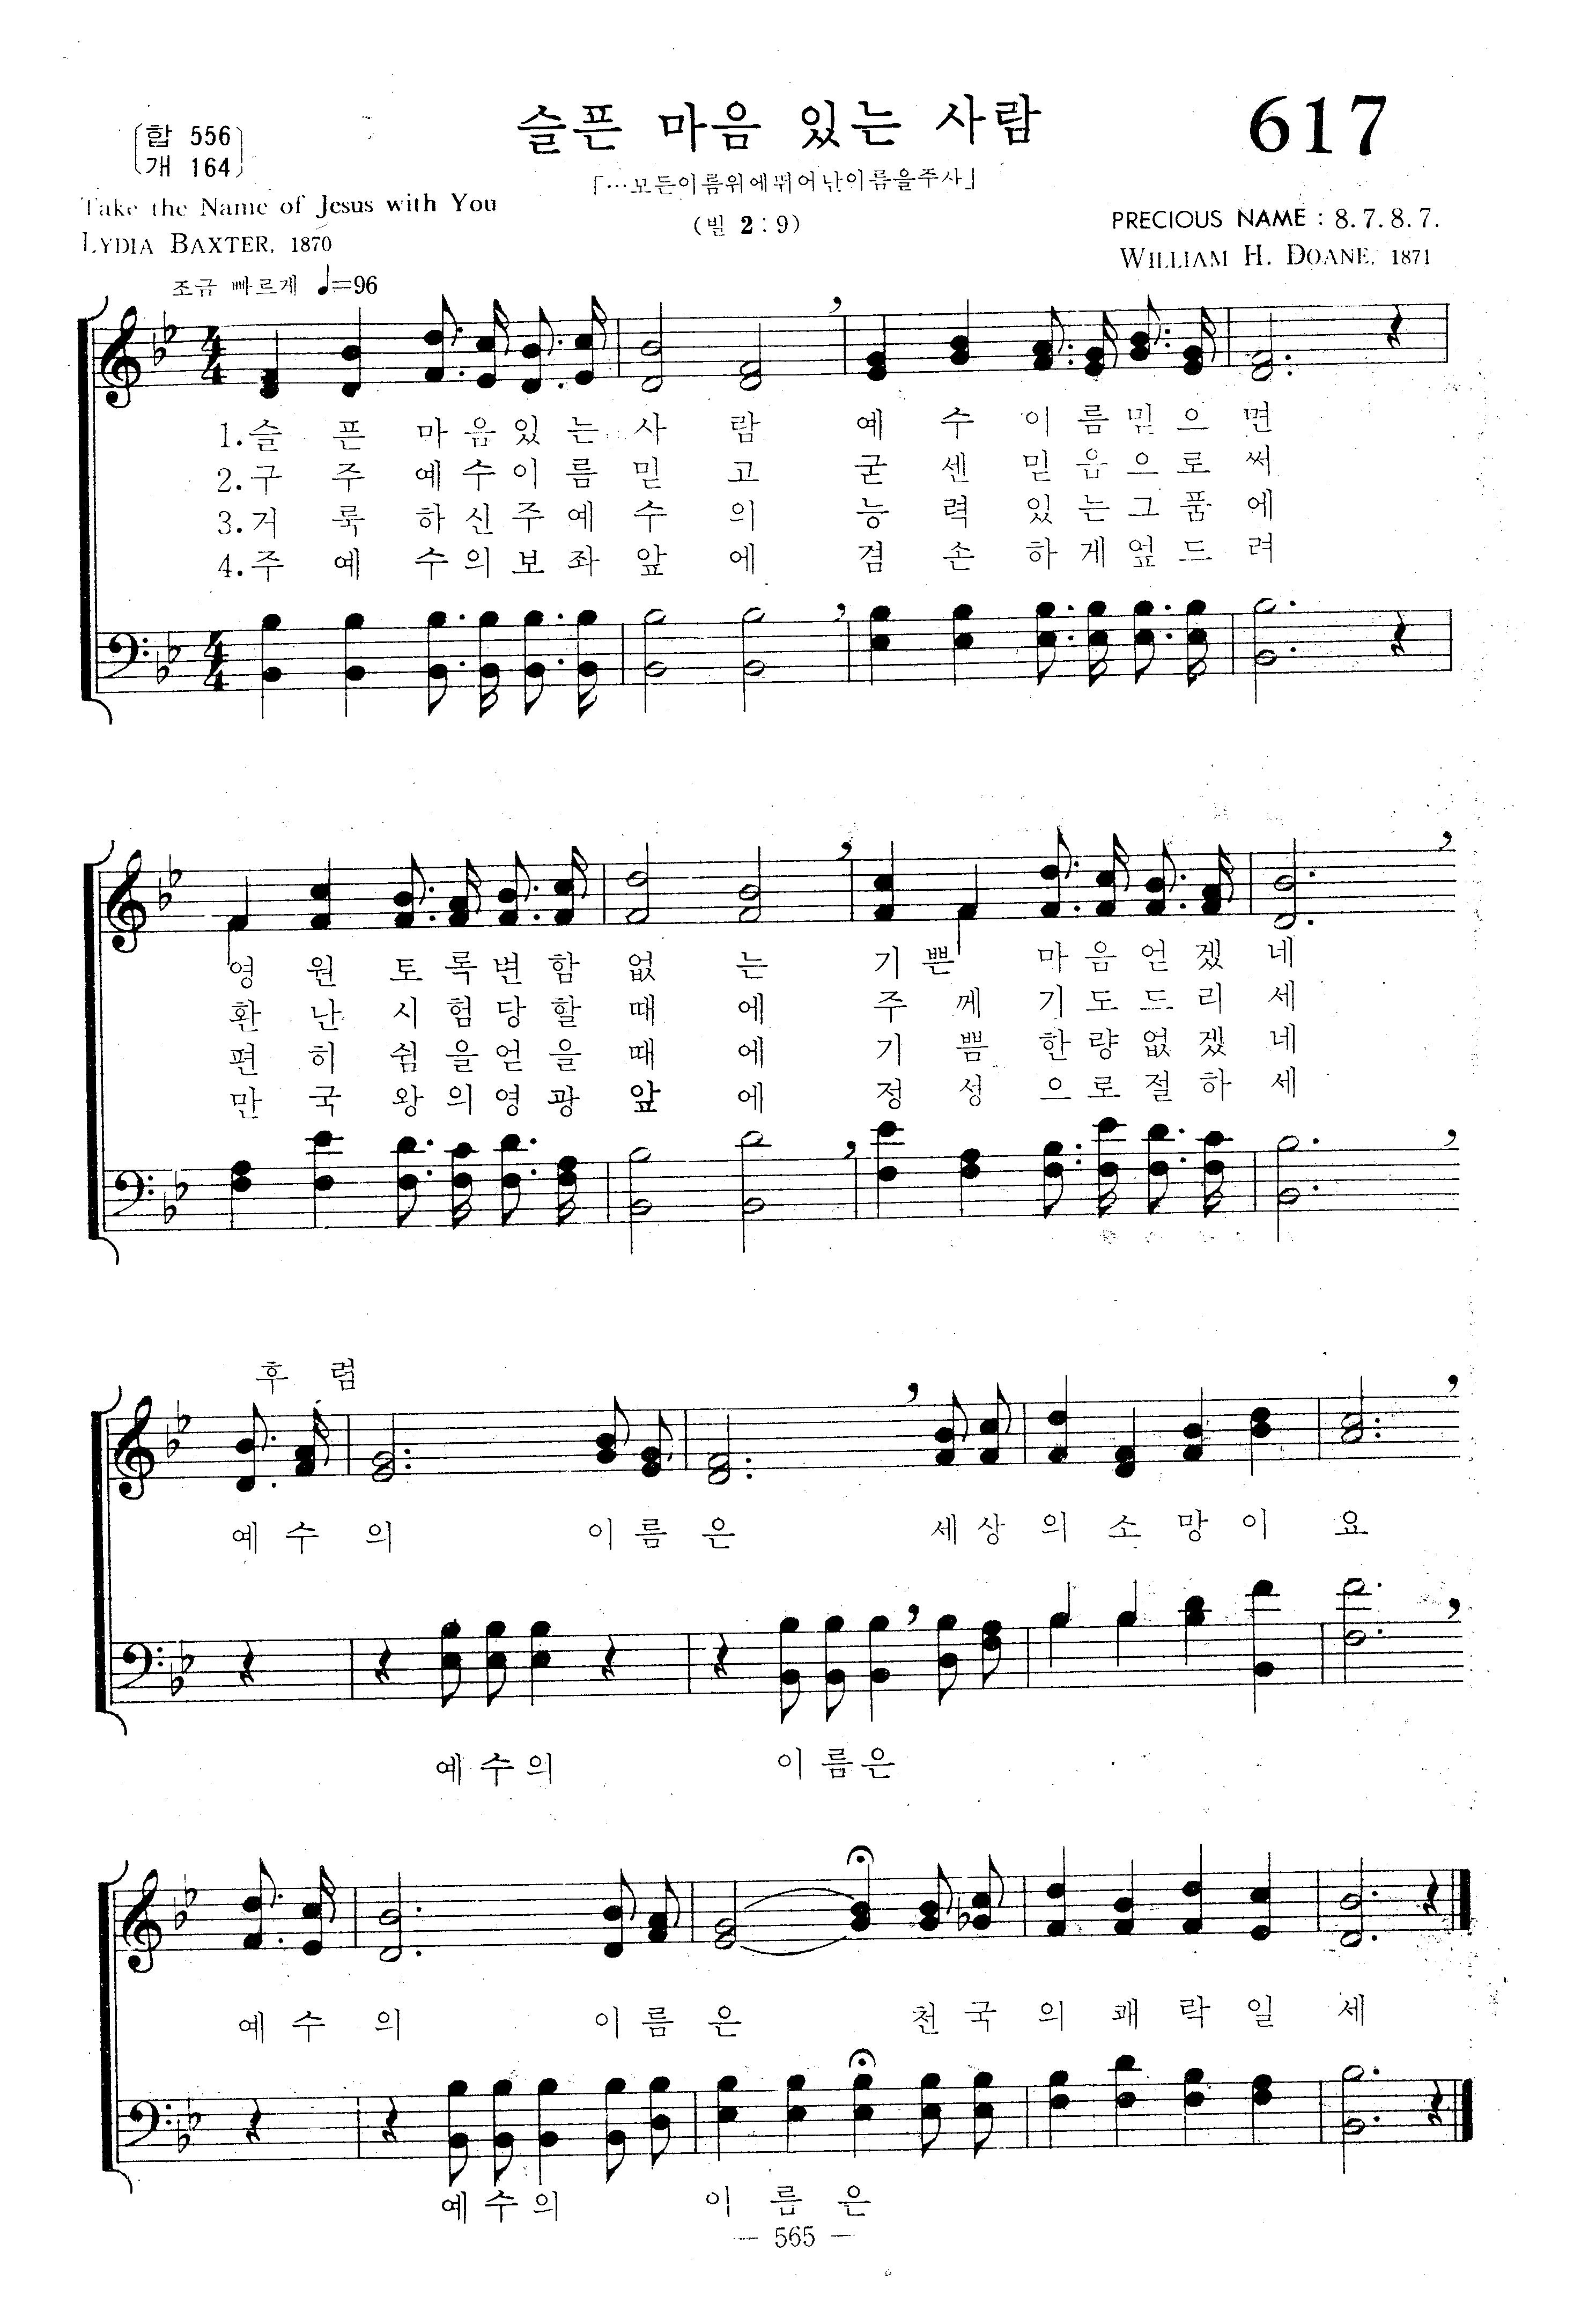 합 556
개 164
슬픈 마음 있는 사람
617
「…모든이름위에뛰어난이름을주사」
(빌 2 : 9)
Take the Name of Jesus with You
LYDIA BAXTER, 1870
PRECIOUS NAME : 8. 7. 8. 7.
WILLIAM H. DOANE, 1871
조금 빠르게 ♩=96
1.슬 픈 마 음 있 는 사 람 예 수 이 름 믿 으 면
2.구 주 예 수 이 름 믿 고 굳 센 믿 음 으 로 써
3.거 룩 하 신 주 예 수 의 능 력 있 는 그 품 에
4.주 예 수 의 보 좌 앞 에 겸 손 하 게 엎 드 려
영 원 토 록 변 함 없 는 기 쁜 마 음 얻 겠 네
환 난 시 험 당 할 때 에 주 께 기 도 드 리 세
편 히 쉼 을 얻 을 때 에 기 쁨 한 량 없 겠 네
만 국 왕 의 영 광 앞 에 정 성 으 로 절 하 세
후 렴
예 수 의 이 름 은 세 상 의 소 망 이 요
예 수 의 이 름 은
예 수 의 이 름 은 천 국 의 쾌 락 일 세
예 수 의 이 름 은
— 565 —